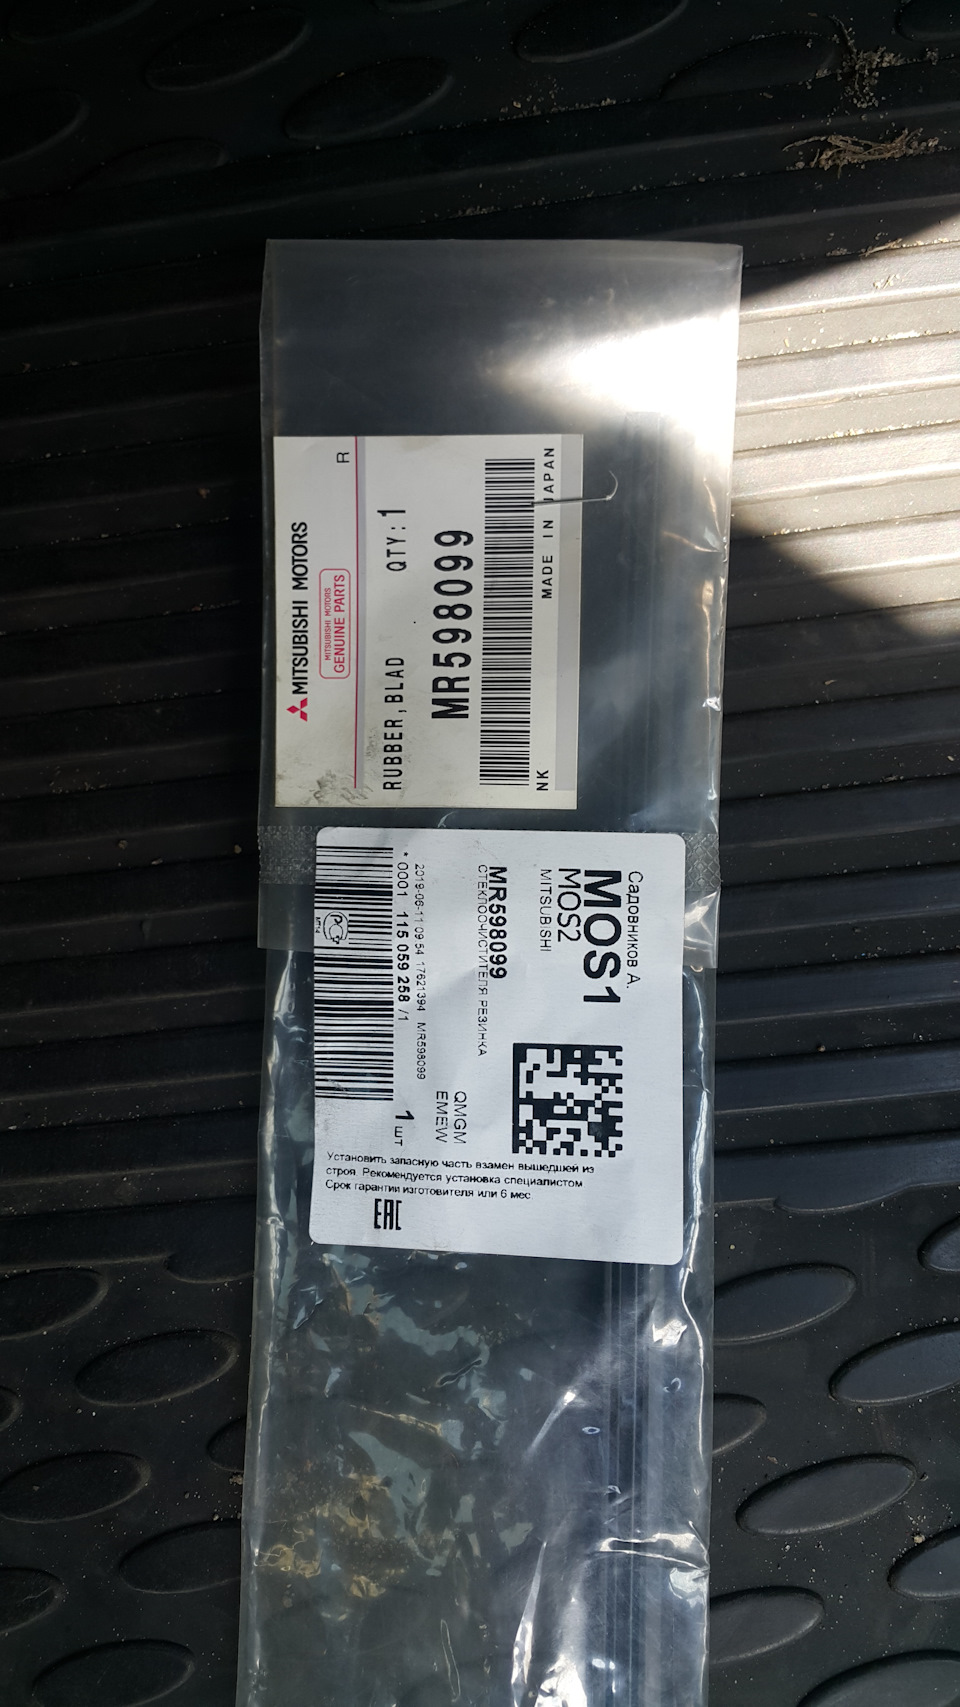 MITSUBISHI MOTORS
MITSUBISHI MOTORS
GENUINE PARTS
R
RUBBER,BLAD QTY:1
MR598099
NK MADE IN JAPAN
Садовников А.
MOS1
MOS2
MITSUBISHI
MR598099
СТЕКЛООЧИСТИТЕЛЯ РЕЗИНКА
QMGM
EMEW
2019-06-11 09:54 17621394 MR598099
* 0001 115 059 258 /1 1 шт
РСТ
Установить запасную часть взамен вышедшей из
строя. Рекомендуется установка специалистом
Срок гарантии изготовителя или 6 мес.
EAC